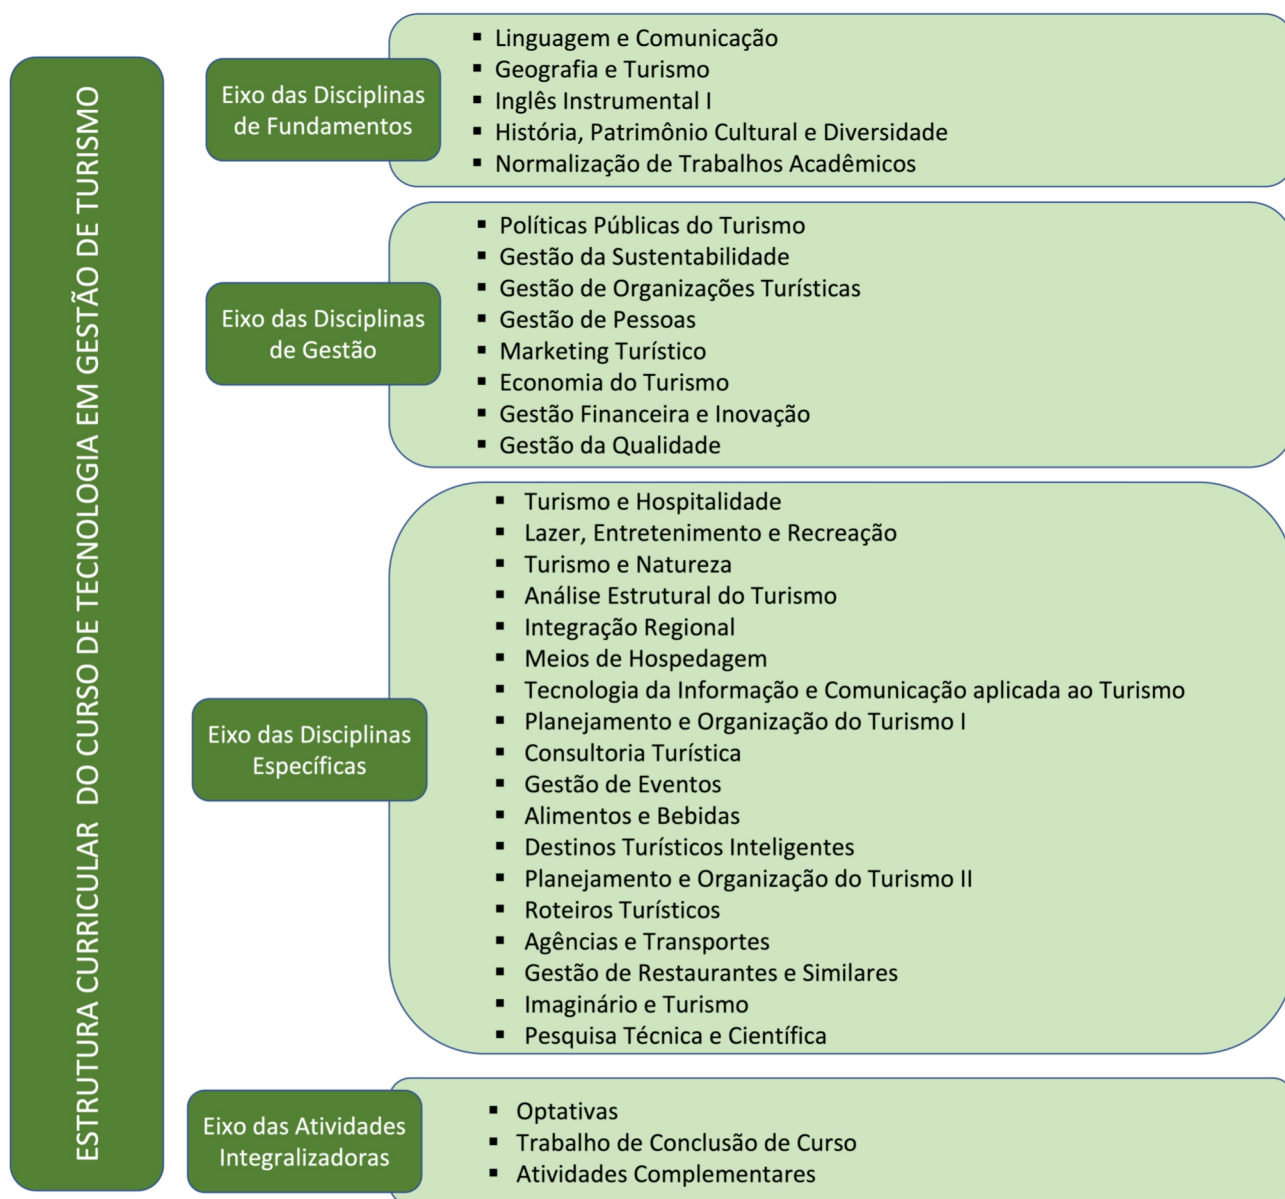 ESTRUTURA CURRICULAR DO CURSO DE TECNOLOGIA EM GESTÃO DE TURISMO
Eixo das Disciplinas
de Fundamentos
▪ Linguagem e Comunicação
▪ Geografia e Turismo
▪ Inglês Instrumental I
▪ História, Patrimônio Cultural e Diversidade
▪ Normalização de Trabalhos Acadêmicos
Eixo das Disciplinas
de Gestão
▪ Políticas Públicas do Turismo
▪ Gestão da Sustentabilidade
▪ Gestão de Organizações Turísticas
▪ Gestão de Pessoas
▪ Marketing Turístico
▪ Economia do Turismo
▪ Gestão Financeira e Inovação
▪ Gestão da Qualidade
Eixo das Disciplinas
Específicas
▪ Turismo e Hospitalidade
▪ Lazer, Entretenimento e Recreação
▪ Turismo e Natureza
▪ Análise Estrutural do Turismo
▪ Integração Regional
▪ Meios de Hospedagem
▪ Tecnologia da Informação e Comunicação aplicada ao Turismo
▪ Planejamento e Organização do Turismo I
▪ Consultoria Turística
▪ Gestão de Eventos
▪ Alimentos e Bebidas
▪ Destinos Turísticos Inteligentes
▪ Planejamento e Organização do Turismo II
▪ Roteiros Turísticos
▪ Agências e Transportes
▪ Gestão de Restaurantes e Similares
▪ Imaginário e Turismo
▪ Pesquisa Técnica e Científica
Eixo das Atividades
Integralizadoras
▪ Optativas
▪ Trabalho de Conclusão de Curso
▪ Atividades Complementares